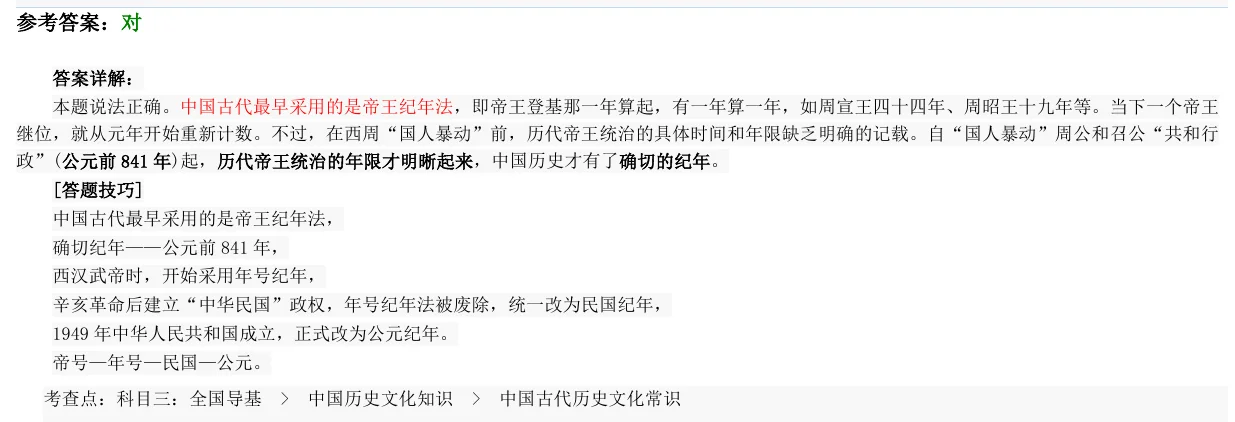 参考答案：对
答案详解：
本题说法正确。中国古代最早采用的是帝王纪年法，即帝王登基那一年算起，有一年算一年，如周宣王四十四年、周昭王十九年等。当下一个帝王
继位，就从元年开始重新计数。不过，在西周“国人暴动”前，历代帝王统治的具体时间和年限缺乏明确的记载。自“国人暴动”周公和召公“共和行
政”(公元前 841 年)起，历代帝王统治的年限才明晰起来，中国历史才有了确切的纪年。
[答题技巧]
中国古代最早采用的是帝王纪年法，
确切纪年——公元前 841 年，
西汉武帝时，开始采用年号纪年，
辛亥革命后建立“中华民国”政权，年号纪年法被废除，统一改为民国纪年，
1949 年中华人民共和国成立，正式改为公元纪年。
帝号—年号—民国—公元。
考查点：科目三：全国导基 > 中国历史文化知识 > 中国古代历史文化常识